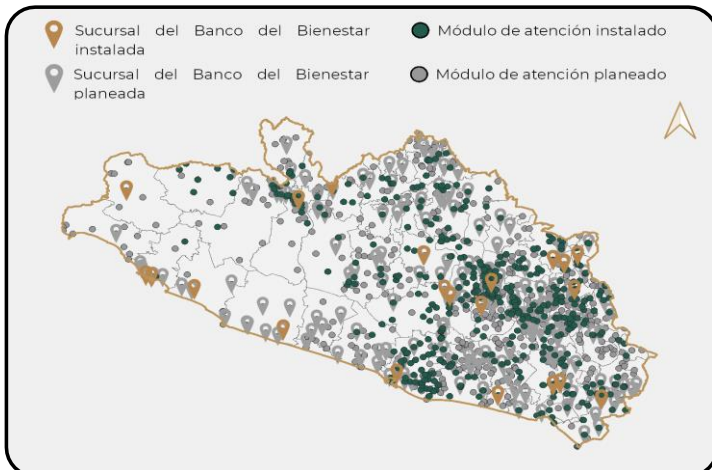 Sucursal del Banco del Bienestar
instalada
Módulo de atención instalado
Sucursal del Banco del Bienestar
planeada
Módulo de atención planeado